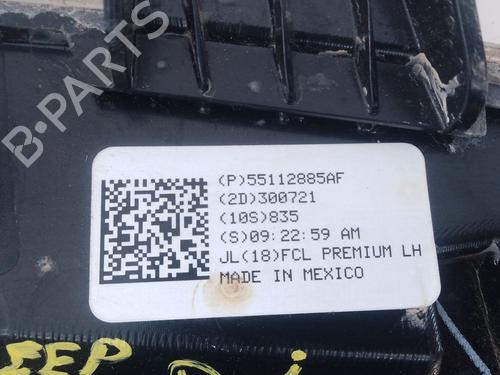 B-PARTS
(P)55112885AF
(2D)300721
(10S)835
(S)09:22:59 AM
JL(18)FCL PREMIUM LH
MADE IN MEXICO